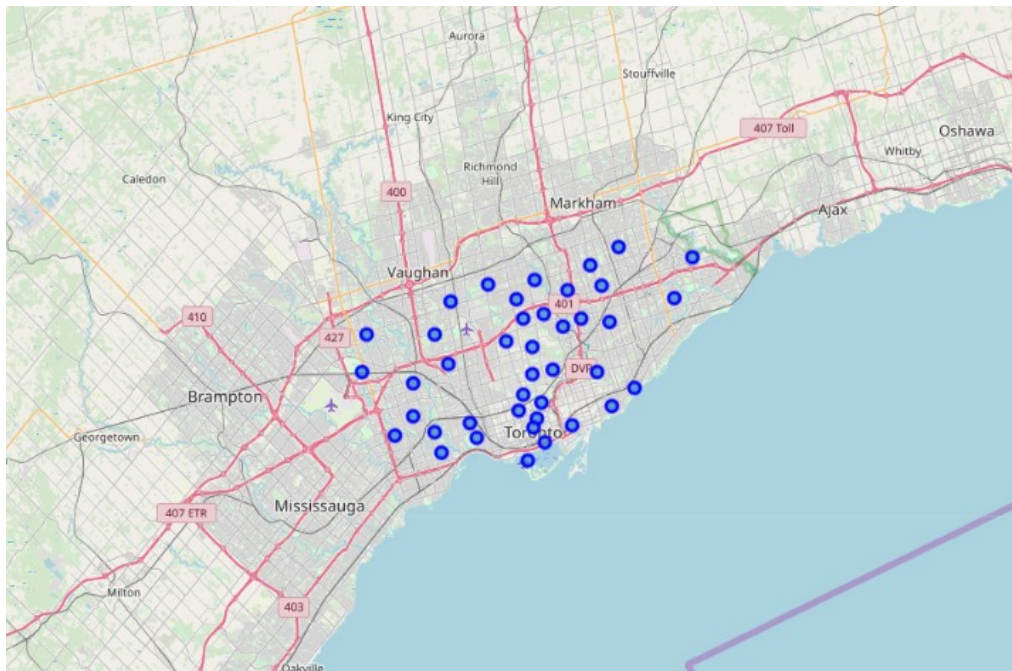 Aurora
Stouffville
King City
407 Toll
Oshawa
Whitby
Richmond
Hill
Caledon
400
Markham
Ajax
Vaughan
401
410
427
DVP
Brampton
Georgetown
Toronto
Mississauga
407 ETR
Milton
403
Oakville